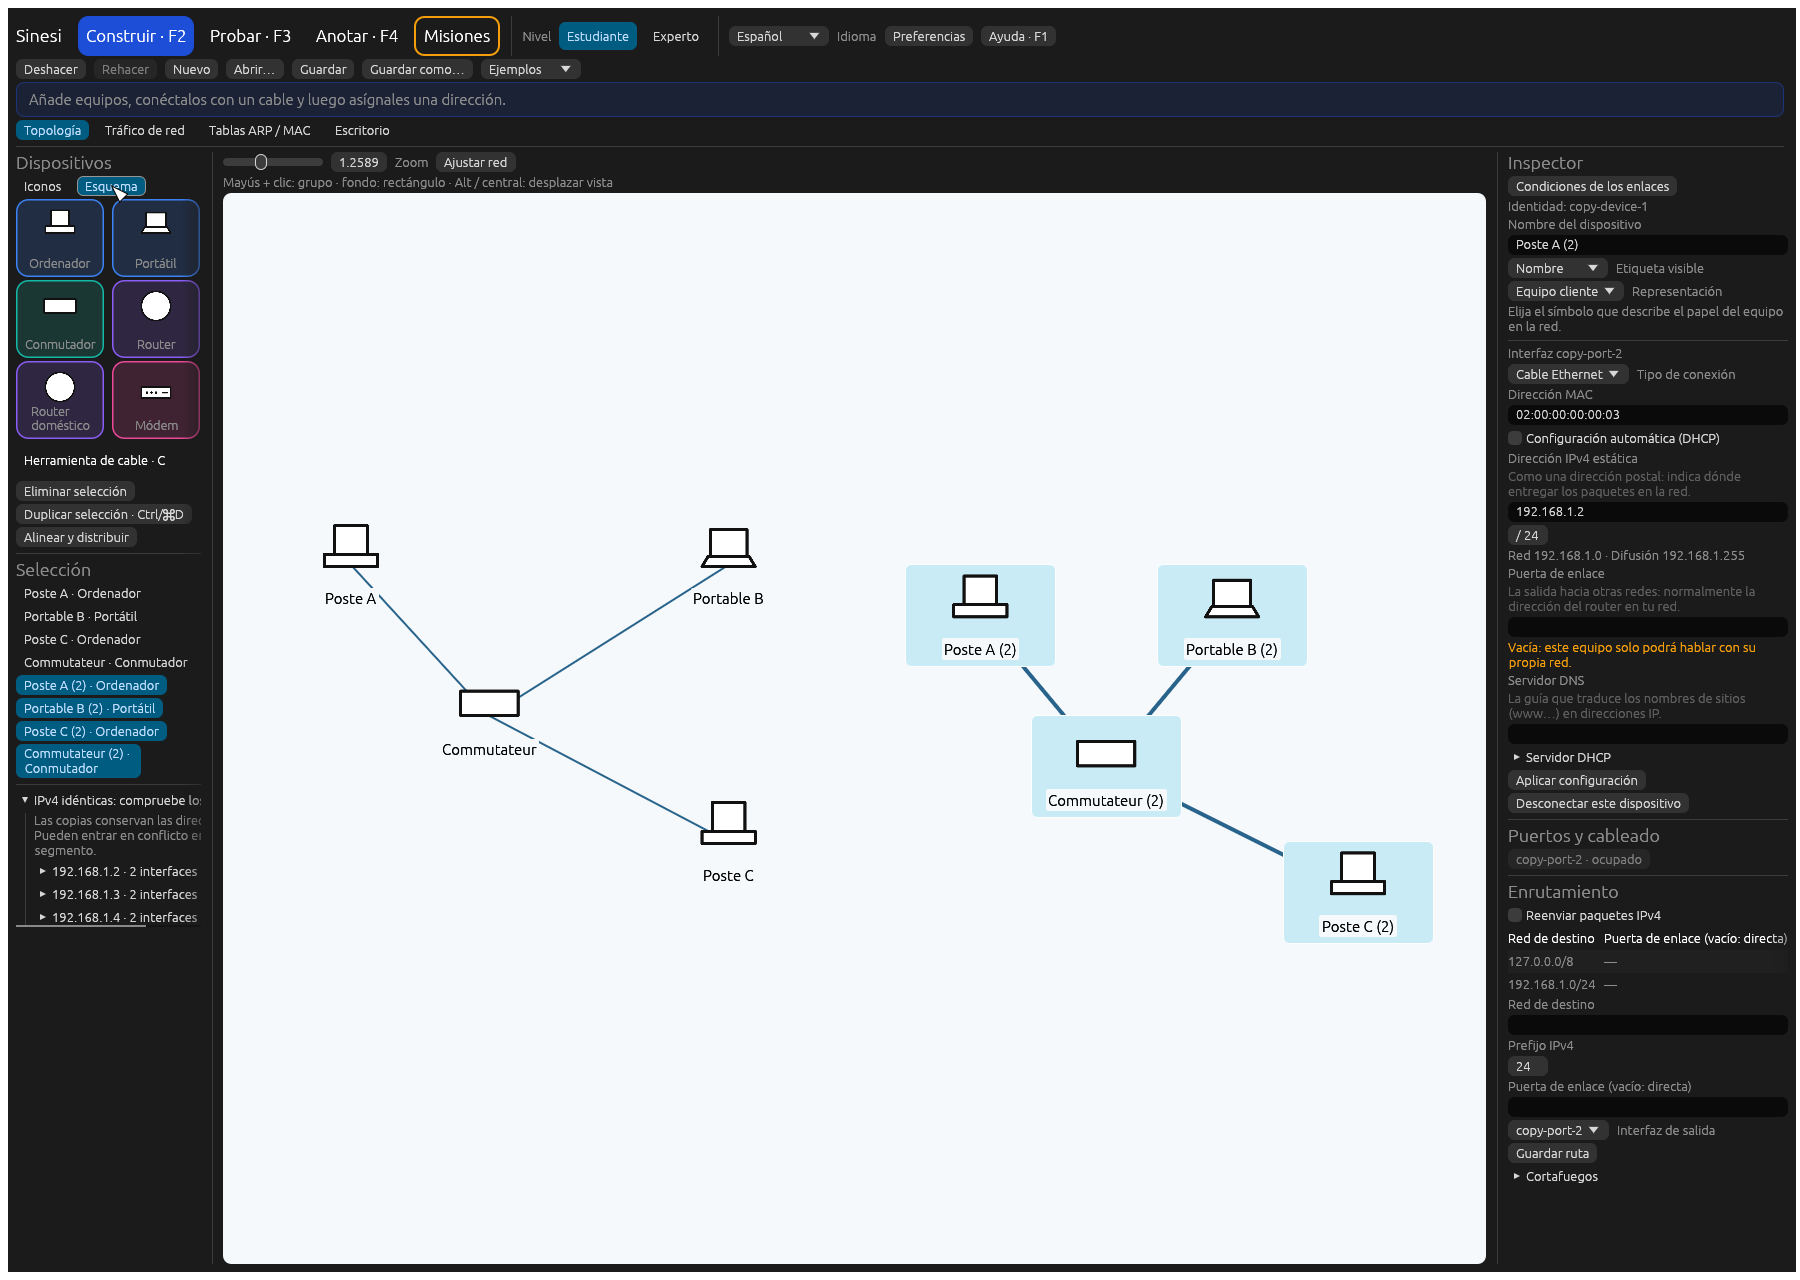 Sinesi
Construir · F2
Probar · F3
Anotar · F4
Misiones
Nivel
Estudiante
Experto
Español
Idioma
Preferencias
Ayuda · F1
Deshacer
Rehacer
Nuevo
Abrir...
Guardar
Guardar como...
Ejemplos
Añade equipos, conéctalos con un cable y luego asígnales una dirección.
Topología
Tráfico de red
Tablas ARP / MAC
Escritorio
Dispositivos
Iconos
Esquema
Ordenador
Portátil
Conmutador
Router
Router doméstico
Módem
Herramienta de cable · C
Eliminar selección
Duplicar selección · Ctrl/⌘D
Alinear y distribuir
Selección
Poste A · Ordenador
Portable B · Portátil
Poste C · Ordenador
Commutateur · Conmutador
Poste A (2) · Ordenador
Portable B (2) · Portátil
Poste C (2) · Ordenador
Commutateur (2) ·
Conmutador
IPv4 idénticas: compruebe
Las copias conservan las
Pueden entrar en conflicto
segmento.
192.168.1.2 · 2 interfaces
192.168.1.3 · 2 interfaces
192.168.1.4 · 2 interfaces
1.2589
Zoom
Ajustar red
Mayús + clic: grupo · fondo: rectángulo · Alt / central: desplazar vista
Poste A
Portable B
Commutateur
Poste C
Poste A (2)
Portable B (2)
Commutateur (2)
Poste C (2)
Inspector
Condiciones de los enlaces
Identidad: copy-device-1
Nombre del dispositivo
Poste A (2)
Nombre
Etiqueta visible
Equipo cliente
Representación
Elija el símbolo que describe el papel del equipo
en la red.
Interfaz copy-port-2
Cable Ethernet
Tipo de conexión
Dirección MAC
02:00:00:00:00:03
Configuración automática (DHCP)
Dirección IPv4 estática
Como una dirección postal: indica dónde
entregar los paquetes en la red.
192.168.1.2
/ 24
Red 192.168.1.0 · Difusión 192.168.1.255
Puerta de enlace
La salida hacia otras redes: normalmente la
dirección del router en tu red.
Vacía: este equipo solo podrá hablar con su
propia red.
Servidor DNS
La guía que traduce los nombres de sitios
(www...) en direcciones IP.
Servidor DHCP
Aplicar configuración
Desconectar este dispositivo
Puertos y cableado
copy-port-2 · ocupado
Enrutamiento
Reenviar paquetes IPv4
Red de destino
Puerta de enlace (vacío: directa)
127.0.0.0/8 —
192.168.1.0/24 —
Red de destino
Prefijo IPv4
24
Puerta de enlace (vacío: directa)
copy-port-2
Interfaz de salida
Guardar ruta
Cortafuegos